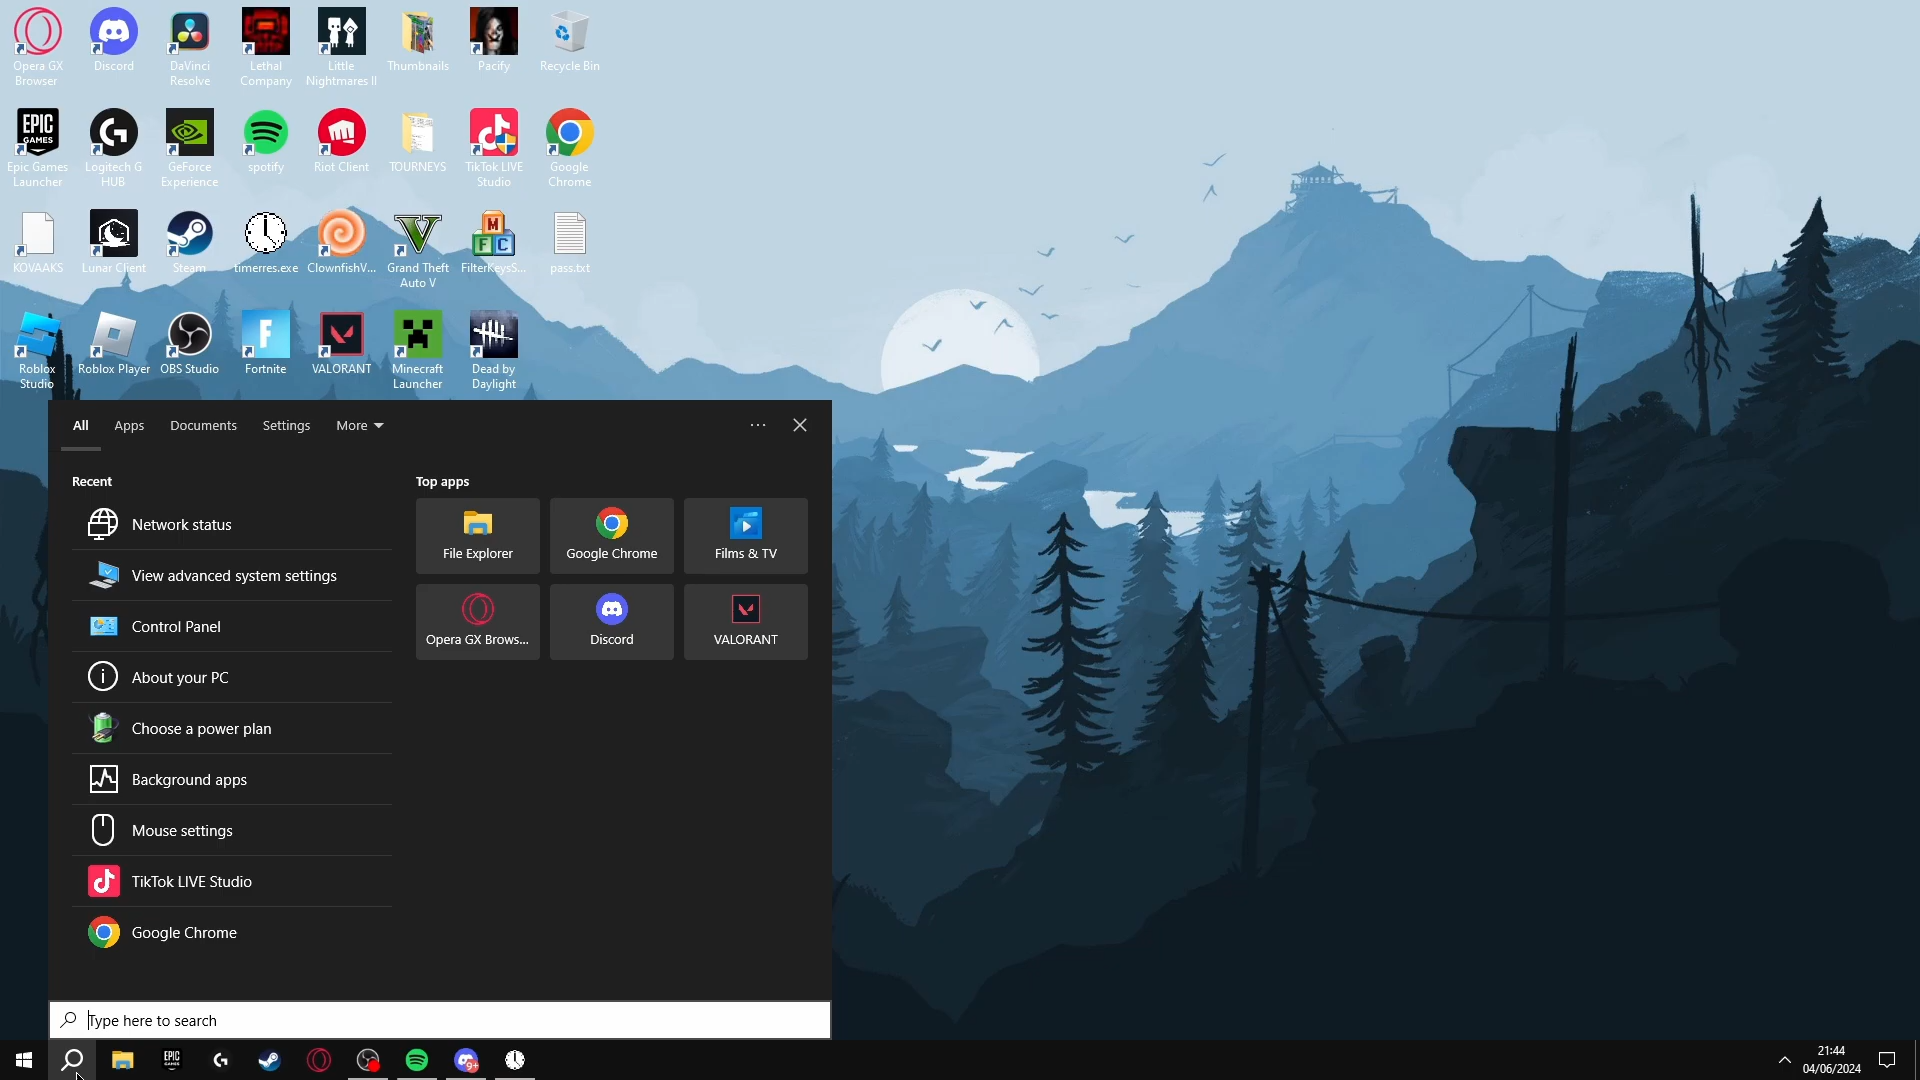 Opera GX
Browser
Discord
DaVinci
Resolve
Lethal
Company
Little
Nightmares II
Thumbnails
Pacify
Recycle Bin
EPIC
GAMES
Epic Games
Launcher
Logitech G
HUB
GeForce
Experience
spotify
Riot Client
TOURNEYS
TikTok LIVE
Studio
Google
Chrome
KOVAAKS
Lunar Client
Steam
timerres.exe
ClownfishV...
Grand Theft
Auto V
M
F C
FilterKeysS...
pass.txt
Roblox
Studio
Roblox Player
OBS Studio
Fortnite
VALORANT
Minecraft
Launcher
Dead by
Daylight
All Apps Documents Settings More
Recent
Network status
View advanced system settings
Control Panel
About your PC
Choose a power plan
Background apps
Mouse settings
TikTok LIVE Studio
Google Chrome
Top apps
File Explorer
Google Chrome
Films & TV
Opera GX Brows...
Discord
VALORANT
Type here to search
EPIC
GAMES
9+
21:44
04/06/2024